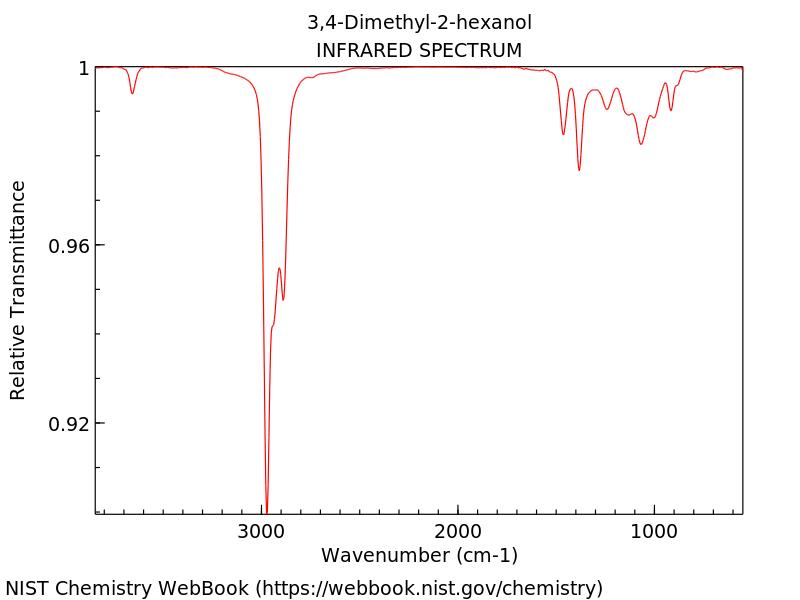 3,4-Dimethyl-2-hexanol
INFRARED SPECTRUM
1
0.96
0.92
Relative Transmittance
3000 2000 1000
Wavenumber (cm-1)
NIST Chemistry WebBook (https://webbook.nist.gov/chemistry)